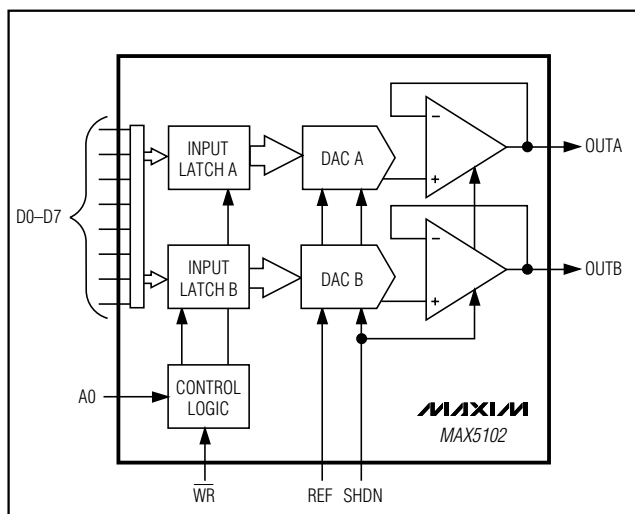 INPUT
LATCH A
DAC A
−
+
OUTA
D0–D7
INPUT
LATCH B
DAC B
−
+
OUTB
A0
CONTROL
LOGIC
MAXIM
MAX5102
WR
REF
SHDN